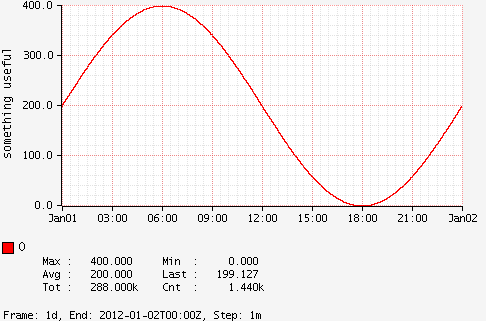 something useful
400.0
300.0
200.0
100.0
0.0
Jan01 03:00 06:00 09:00 12:00 15:00 18:00 21:00 Jan02
0
Max : 400.000 Min : 0.000
Avg : 200.000 Last : 199.127
Tot : 288.000k Cnt : 1.440k
Frame: 1d, End: 2012-01-02T00:00Z, Step: 1m